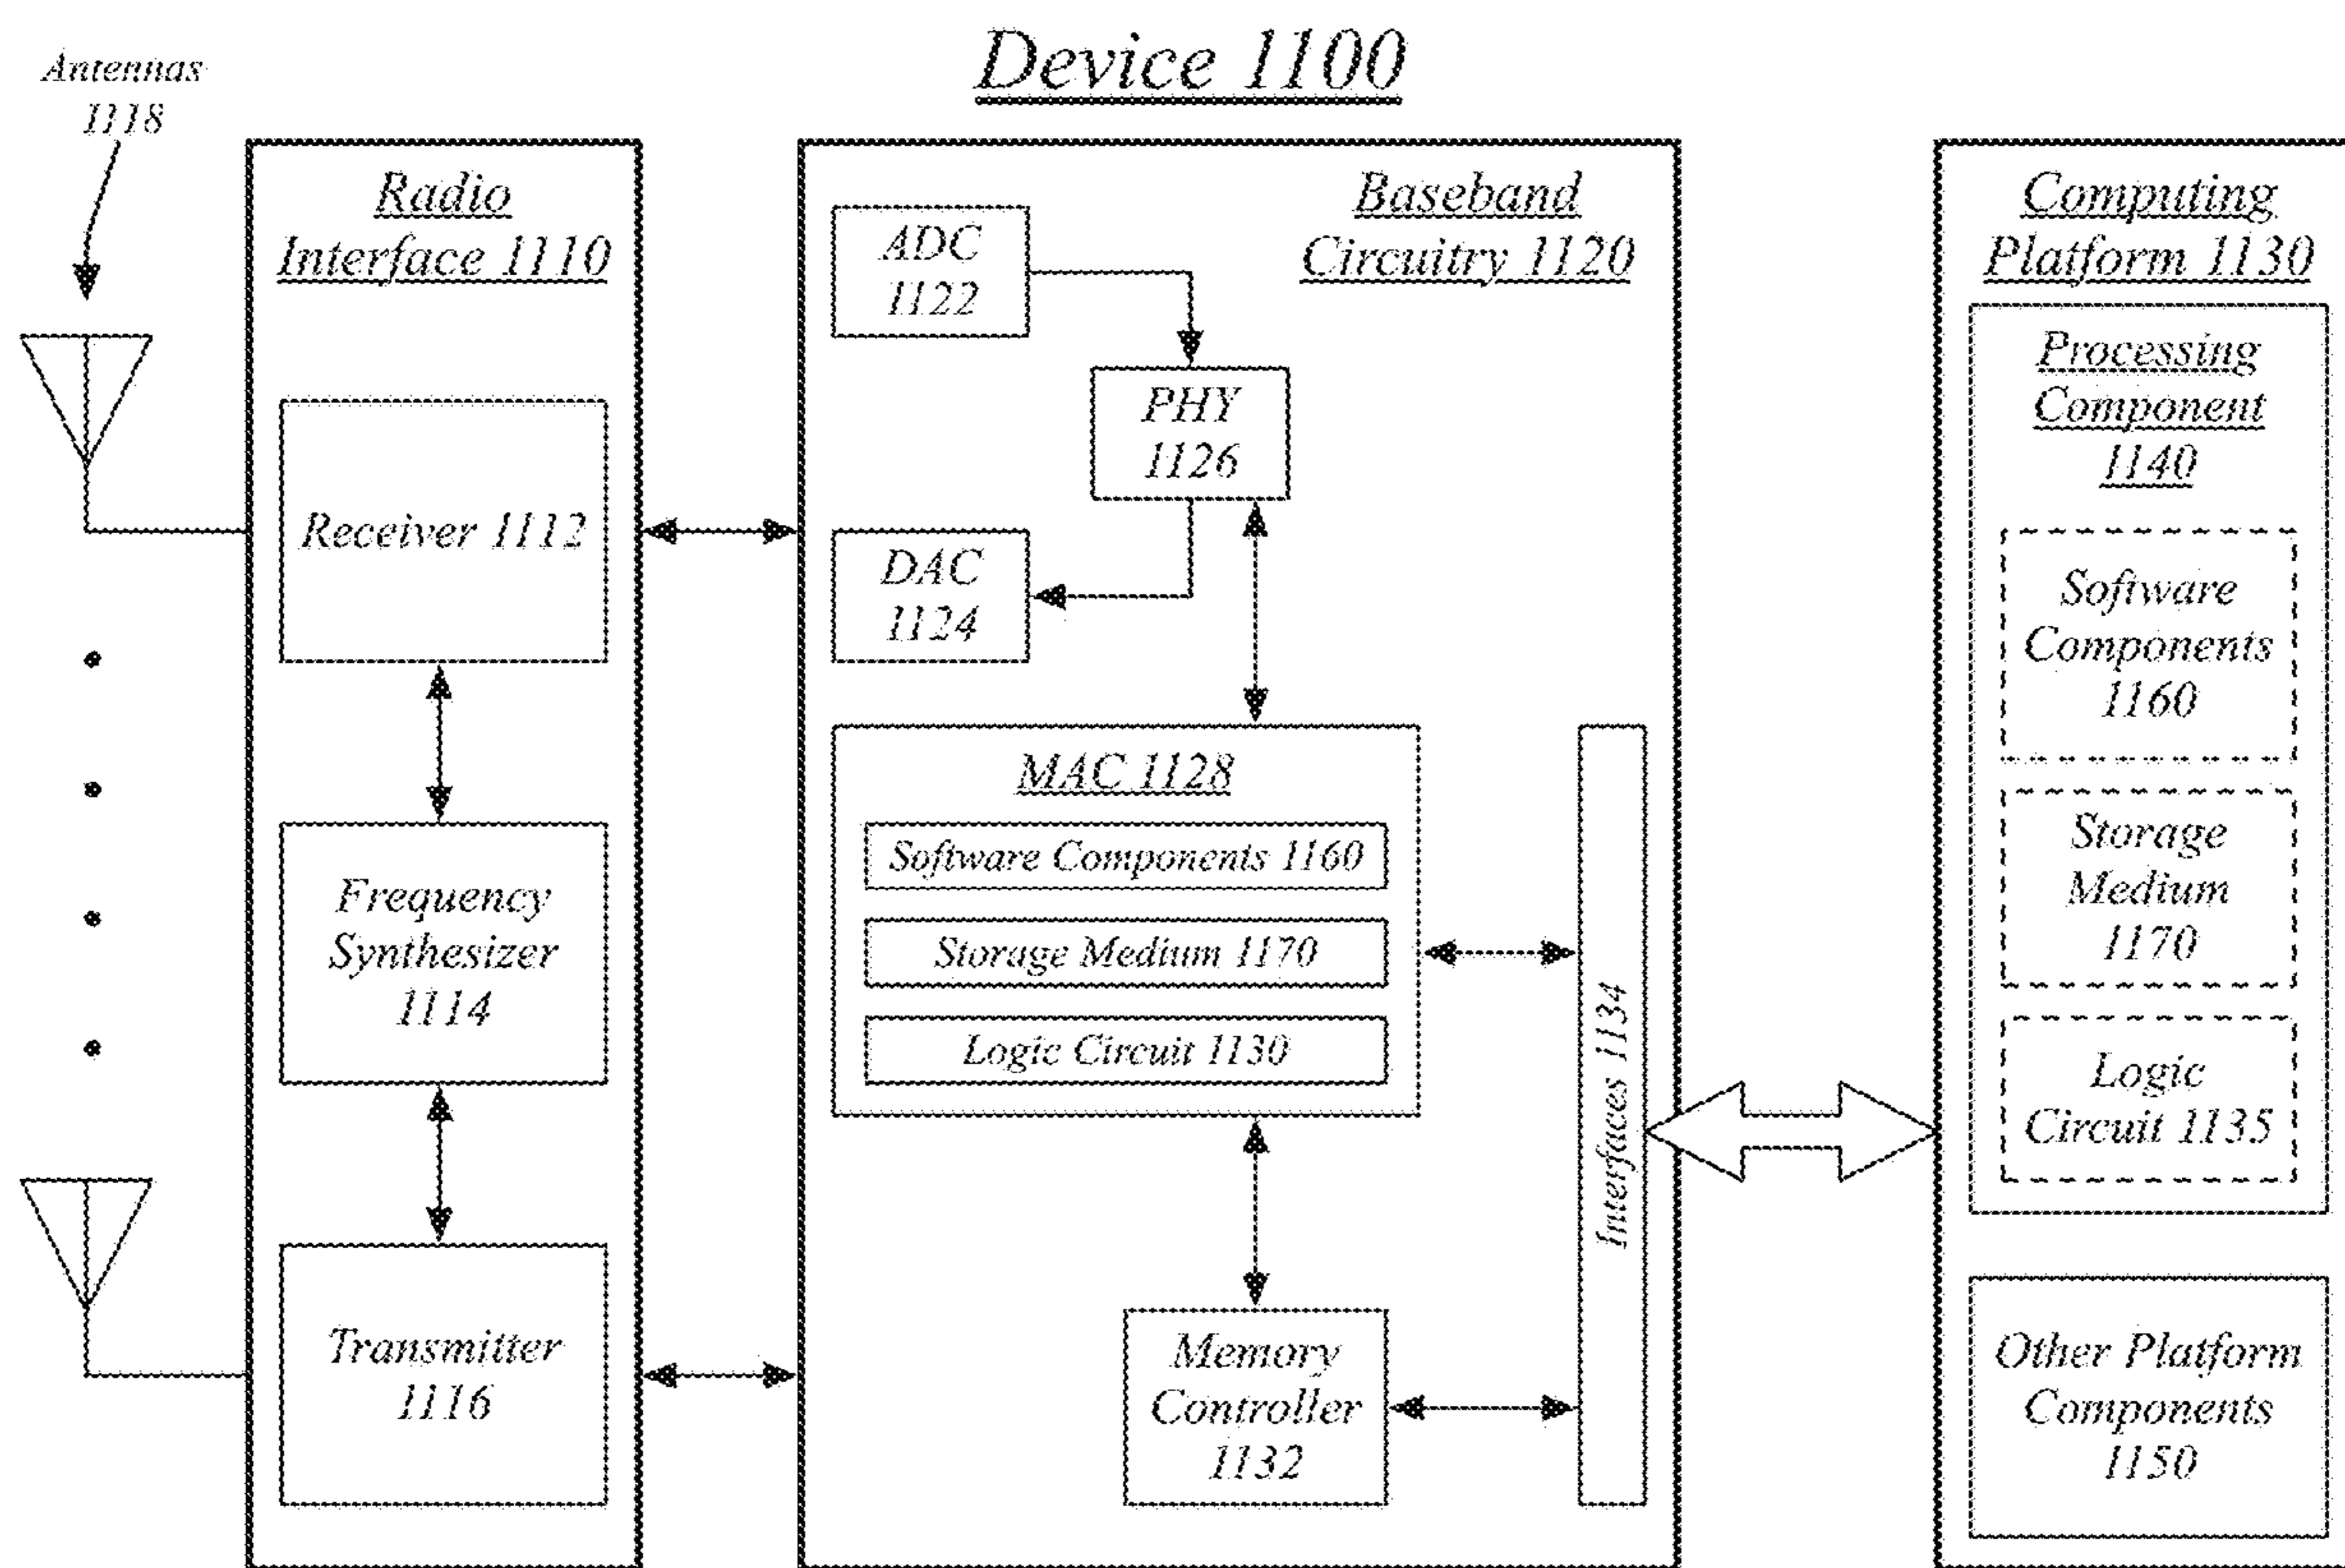 Device 1100
Antennas
1118
Radio
Interface 1110
Receiver 1112
Frequency
Synthesizer
1114
Transmitter
1116
Baseband
Circuitry 1120
ADC
1122
PHY
1126
DAC
1124
MAC 1128
Software Components 1160
Storage Medium 1170
Logic Circuit 1130
Memory
Controller
1132
Interfaces 1134
Computing
Platform 1130
Processing
Component
1140
Software
Components
1160
Storage
Medium
1170
Logic
Circuit 1135
Other Platform
Components
1150